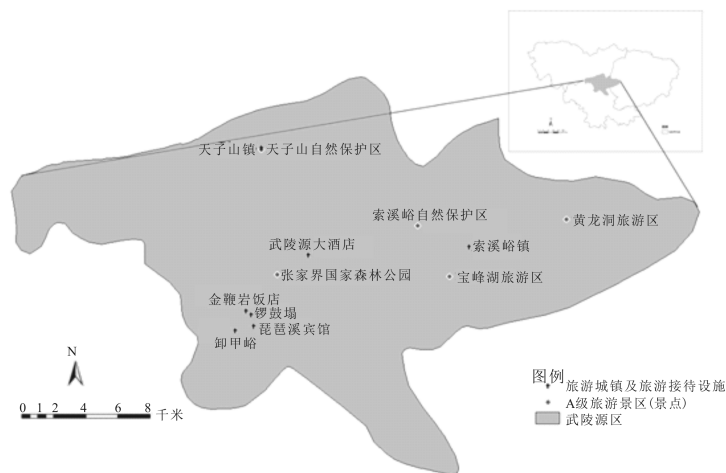 天子山镇 天子山自然保护区
索溪峪自然保护区
黄龙洞旅游区
武陵源大酒店
索溪峪镇
张家界国家森林公园
宝峰湖旅游区
金鞭岩饭店
锣鼓塌
琵琶溪宾馆
卸甲峪
N
0 1 2 4 6 8
千米
图例
旅游城镇及旅游接待设施
A级旅游景区(景点)
武陵源区